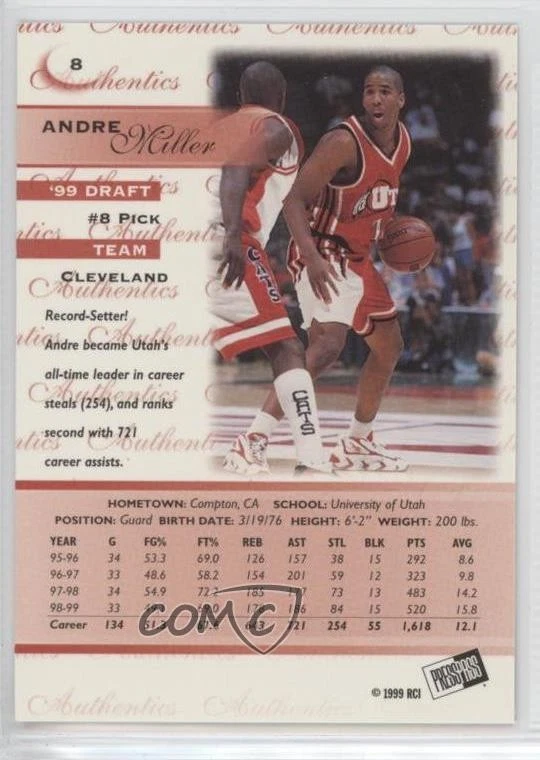 Authentics
8
ANDRE
Miller
'99 DRAFT
#8 PICK
TEAM
CLEVELAND
Record-Setter!
Andre became Utah's
all-time leader in career
steals (254), and ranks
second with 721
career assists.
UT
CATS
CATS
HOMETOWN: Compton, CA SCHOOL: University of Utah
POSITION: Guard BIRTH DATE: 3/19/76 HEIGHT: 6'-2" WEIGHT: 200 lbs.
YEAR G FG% FT% REB AST STL BLK PTS AVG
95-96 34 53.3 69.0 126 157 38 15 292 8.6
96-97 33 48.6 58.2 154 201 59 12 323 9.8
97-98 34 54.9 73 13 483 14.2
98-99 33 186 84 15 520 15.8
Career 134 643 721 254 55 1,618 12.1
COMC
PRESS PASS
© 1999 RCI
Authentics